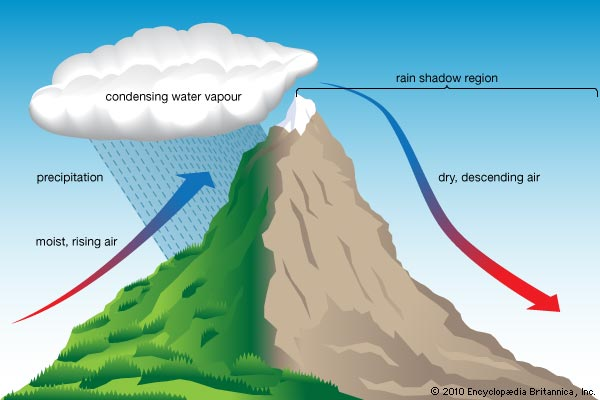 rain shadow region
condensing water vapour
precipitation
dry, descending air
moist, rising air
© 2010 Encyclopædia Britannica, Inc.